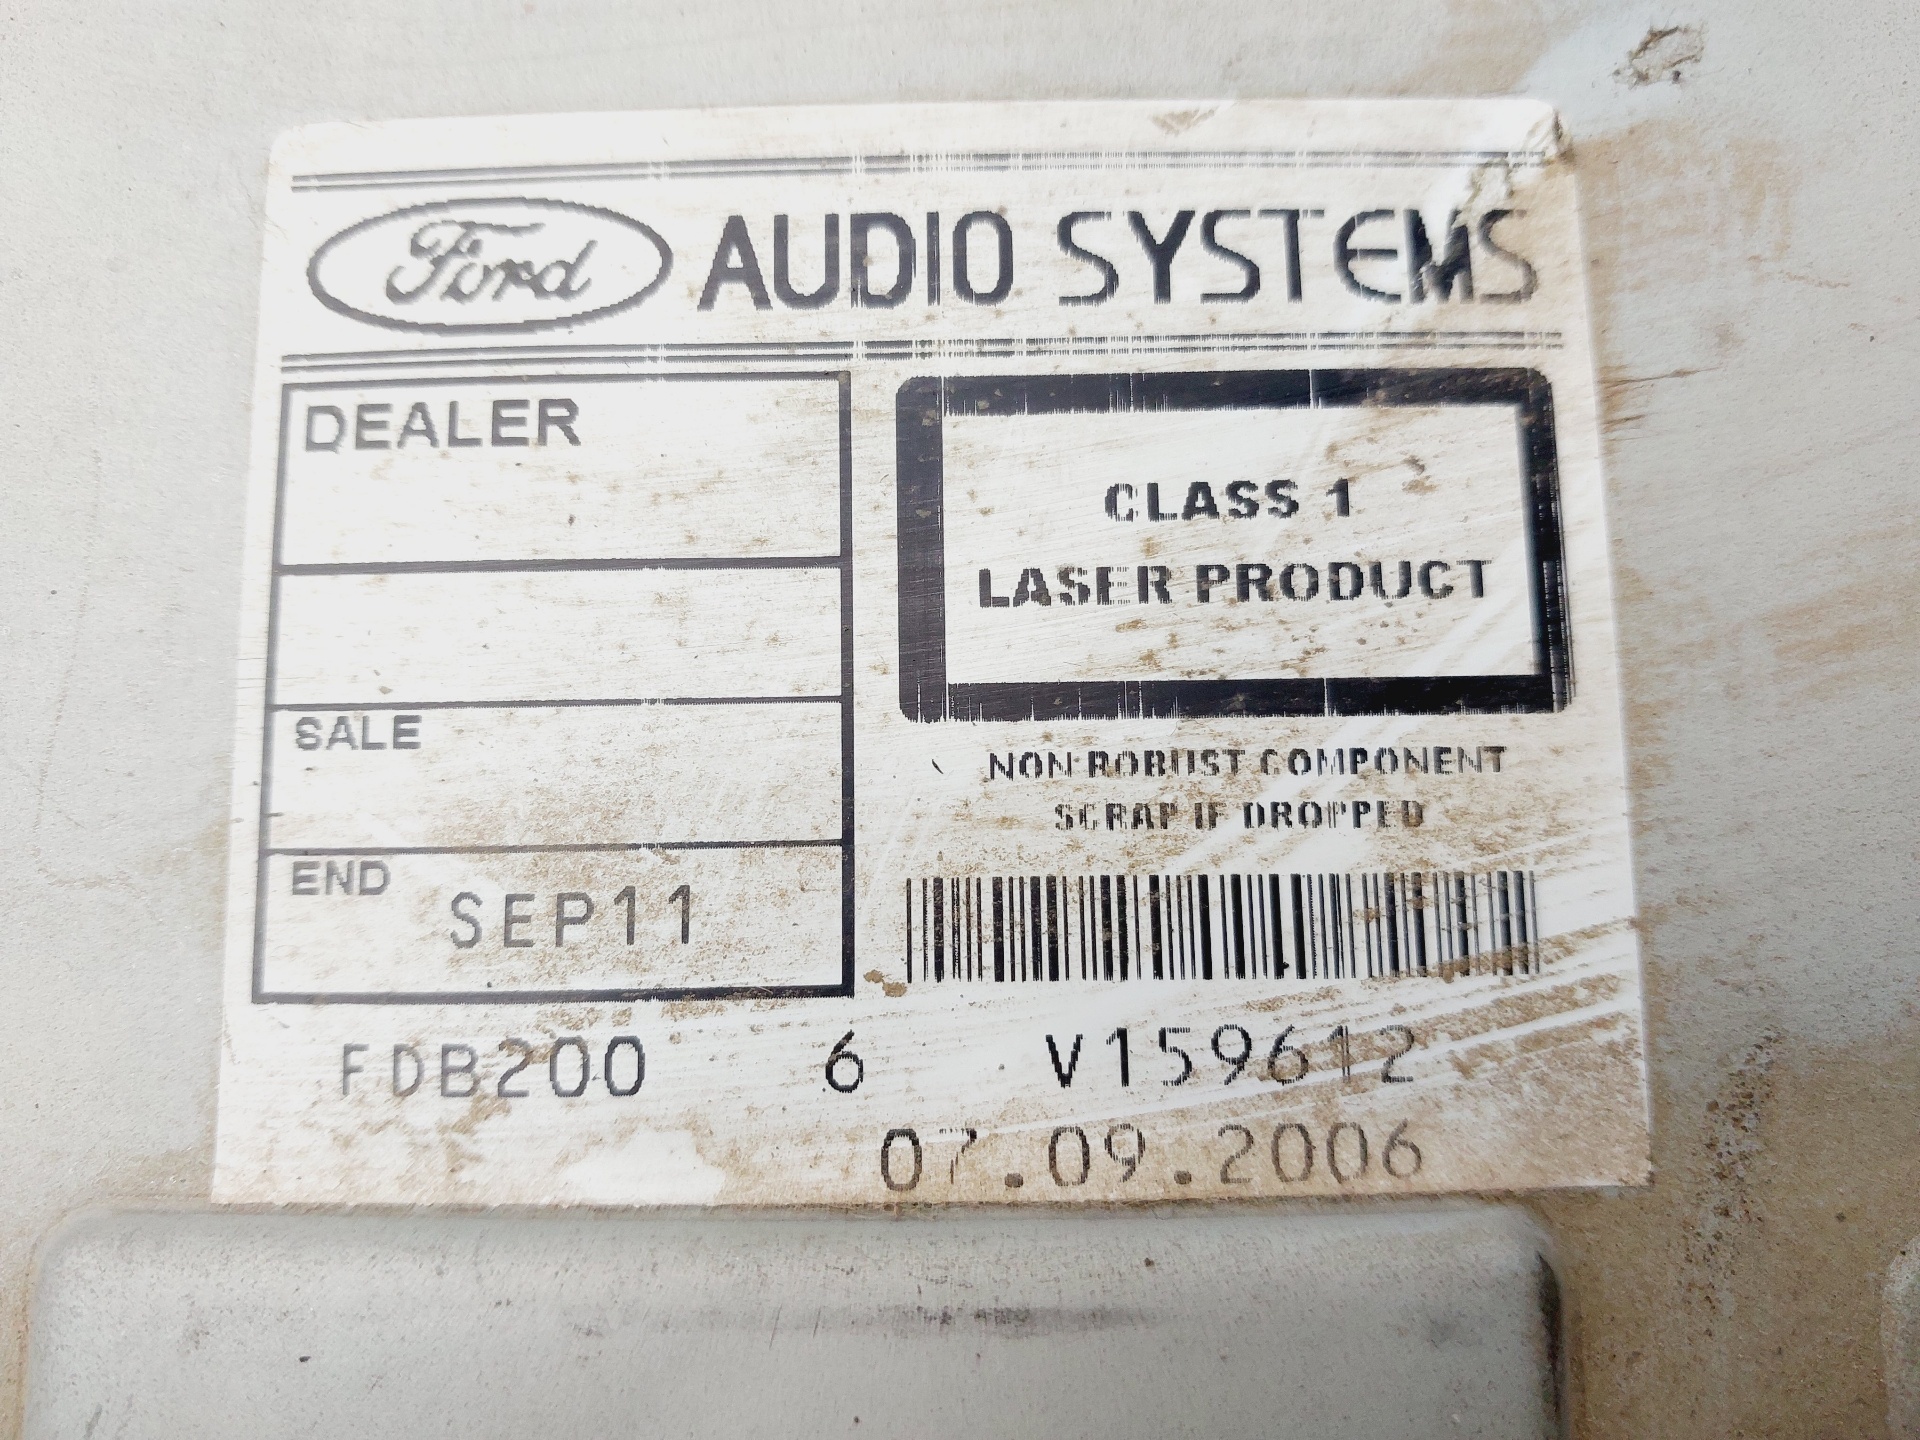 Ford AUDIO SYSTEMS
DEALER
SALE
END SEP11
CLASS 1
LASER PRODUCT
NON ROBUST COMPONENT
SCRAP IF DROPPED
FDB200 6 V159612
07.09.2006